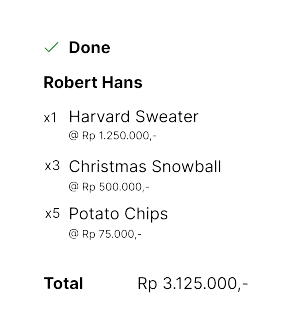 Done
Robert Hans
x1 Harvard Sweater
@ Rp 1.250.000,-
x3 Christmas Snowball
@ Rp 500.000,-
x5 Potato Chips
@ Rp 75.000,-
Total Rp 3.125.000,-